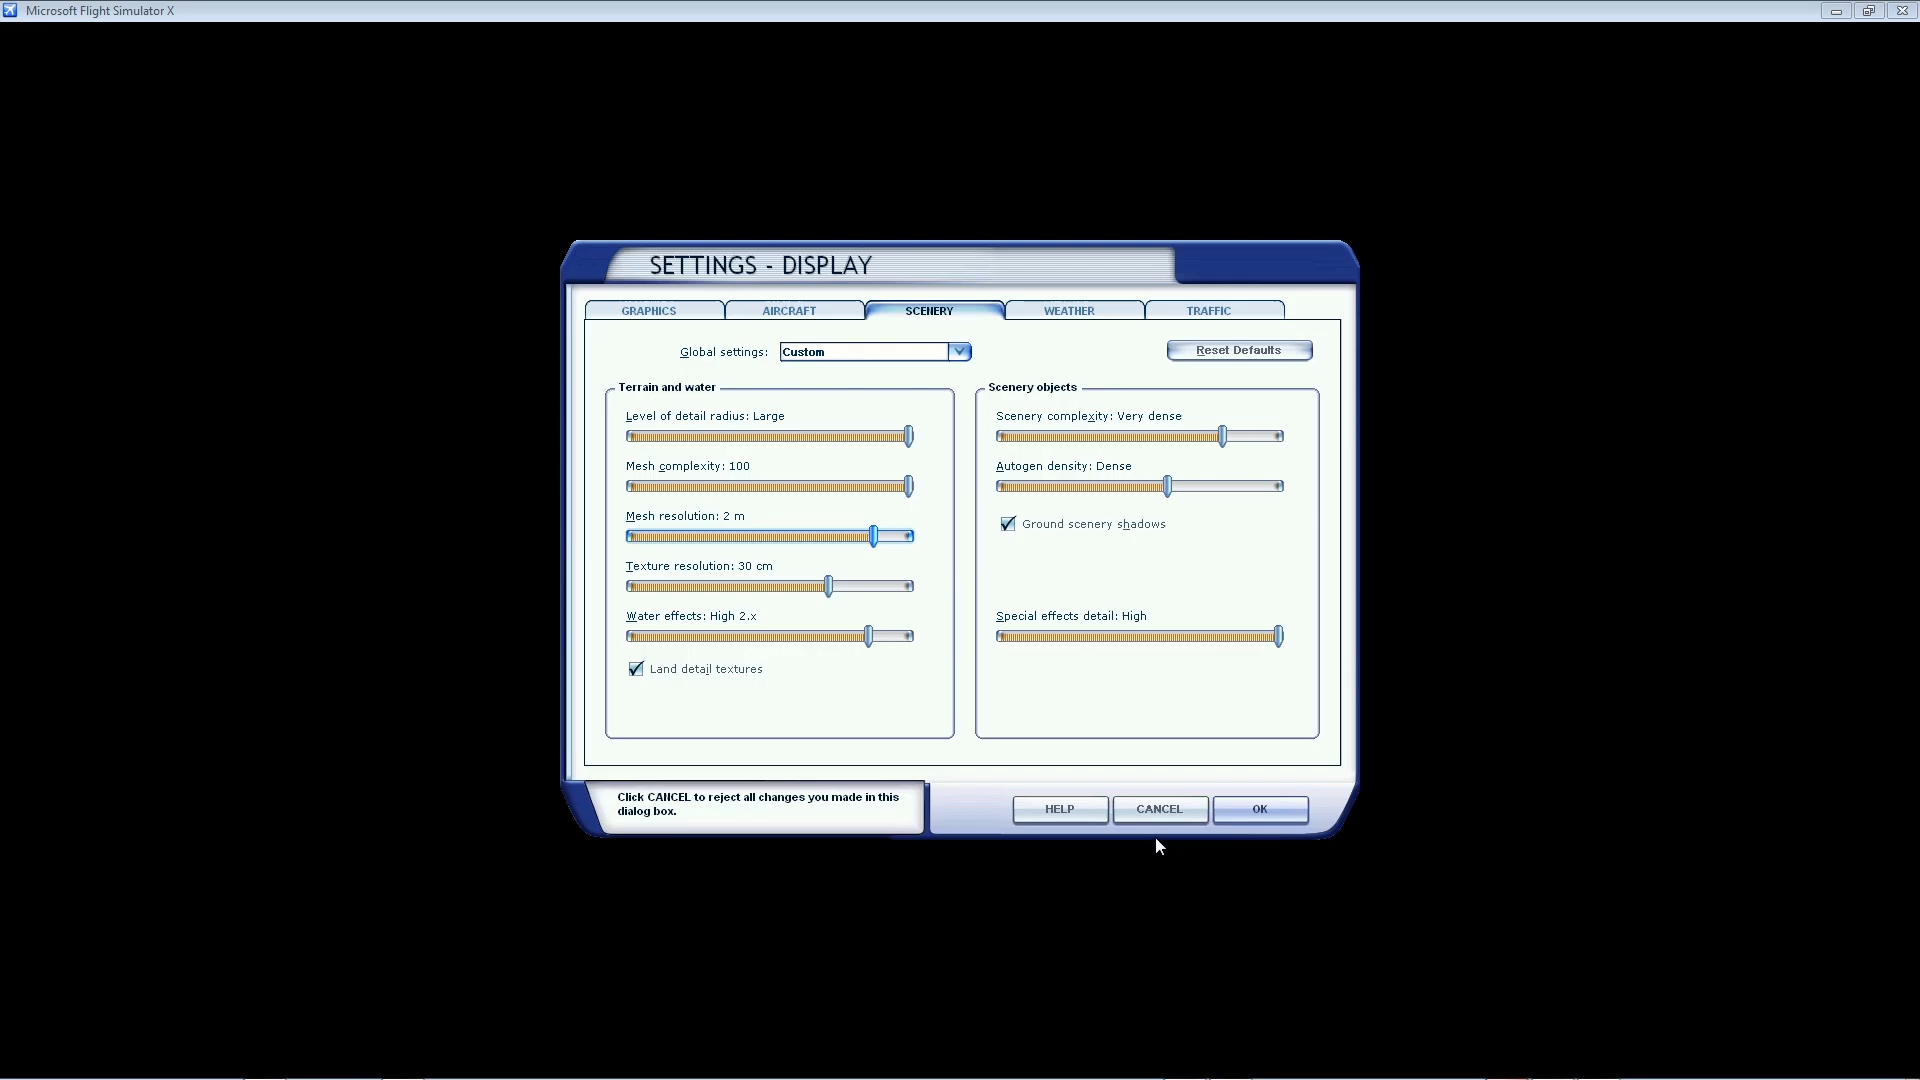 Microsoft Flight Simulator X
SETTINGS - DISPLAY
GRAPHICS
AIRCRAFT
SCENERY
WEATHER
TRAFFIC
Global settings: Custom
Reset Defaults
Terrain and water
Level of detail radius: Large
Mesh complexity: 100
Mesh resolution: 2 m
Texture resolution: 30 cm
Water effects: High 2.x
Land detail textures
Scenery objects
Scenery complexity: Very dense
Autogen density: Dense
Ground scenery shadows
Special effects detail: High
Click CANCEL to reject all changes you made in this
dialog box.
HELP
CANCEL
OK